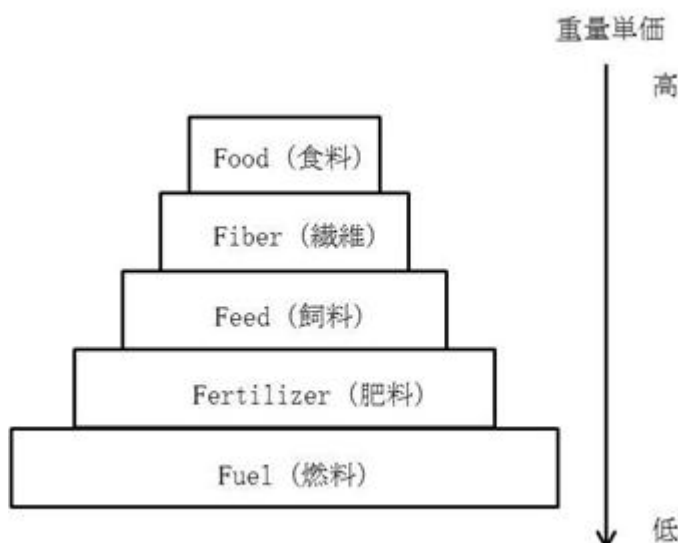 重量単価
高
Food (食料)
Fiber (繊維)
Feed (飼料)
Fertilizer (肥料)
Fuel (燃料)
低